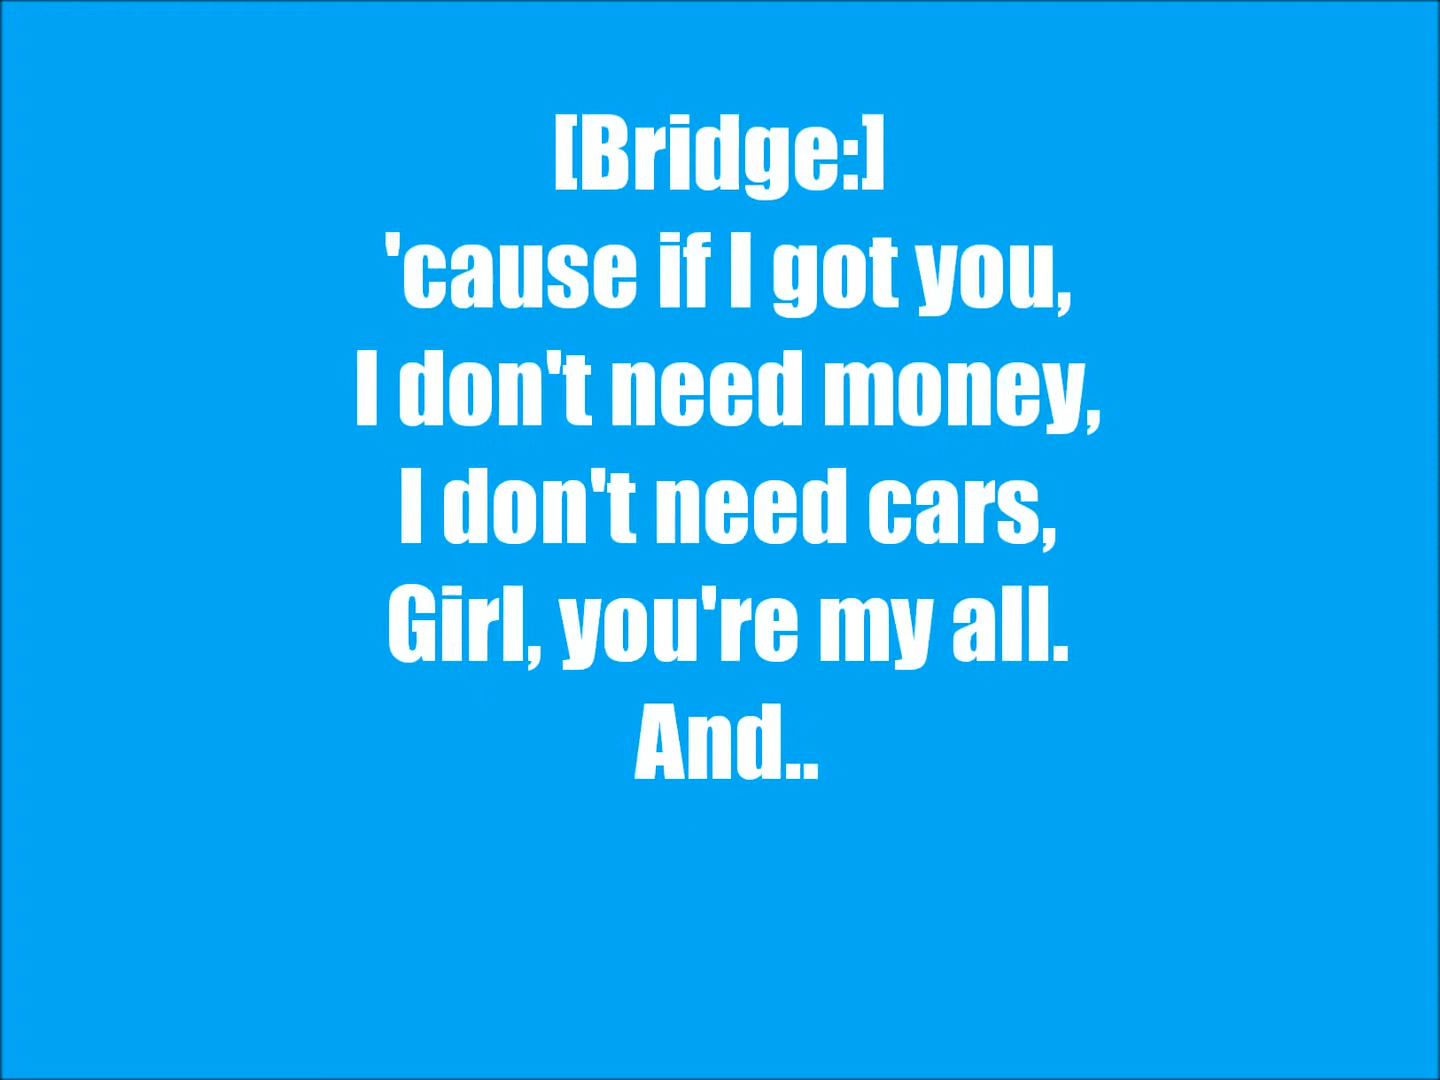 [Bridge:]
'cause if I got you,
I don't need money,
I don't need cars,
Girl, you're my all.
And..